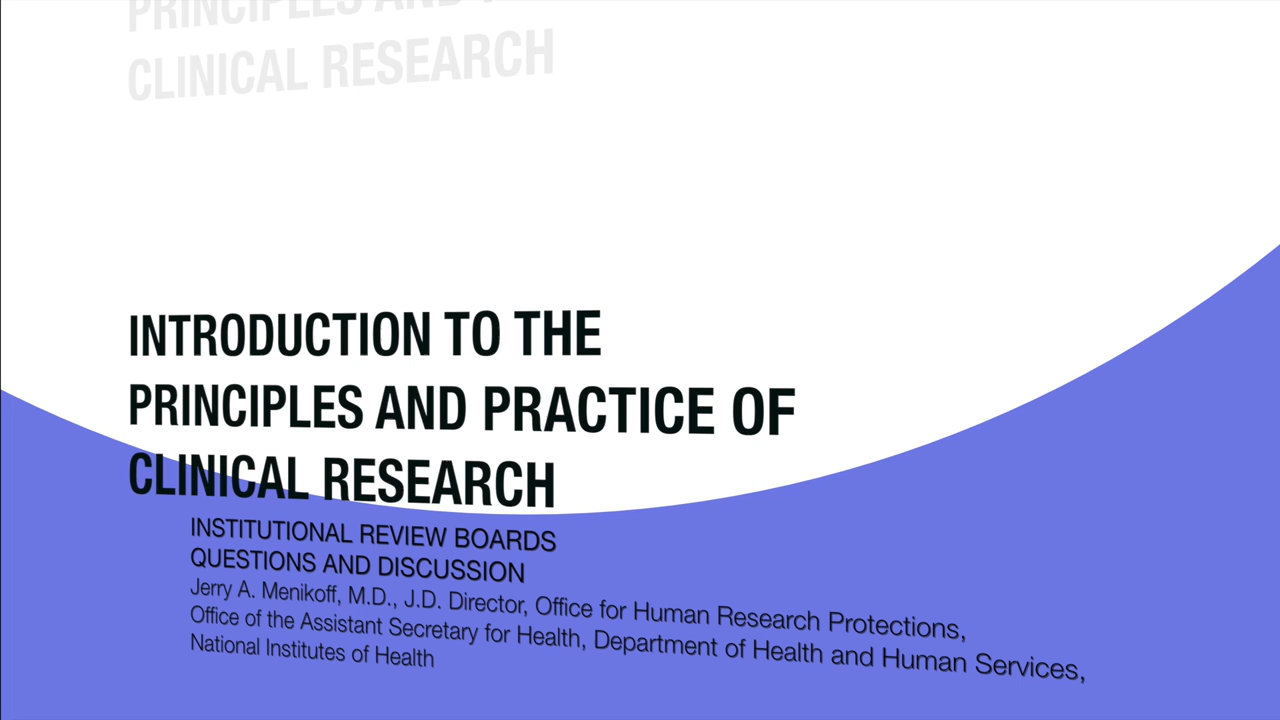 PRINCIPLES AND
CLINICAL RESEARCH
INTRODUCTION TO THE
PRINCIPLES AND PRACTICE OF
CLINICAL RESEARCH
INSTITUTIONAL REVIEW BOARDS
QUESTIONS AND DISCUSSION
Jerry A. Menikoff, M.D., J.D. Director, Office for Human Research Protections,
Office of the Assistant Secretary for Health, Department of Health and Human Services,
National Institutes of Health